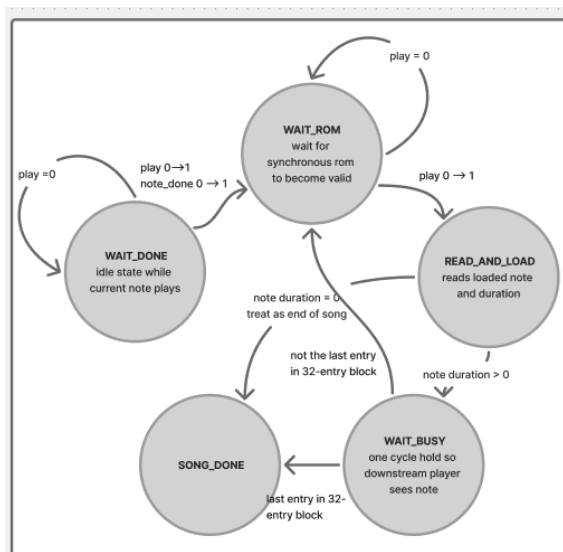 play = 0
WAIT_ROM
wait for
synchronous rom
to become valid
play 0→1
note_done 0 → 1
play =0
play 0 → 1
WAIT_DONE
idle state while
current note plays
READ_AND_LOAD
reads loaded note
and duration
note duration = 0
treat as end of song
not the last entry
in 32-entry block
note duration > 0
WAIT_BUSY
one cycle hold so
downstream player
sees note
SONG_DONE
last entry in 32-
entry block